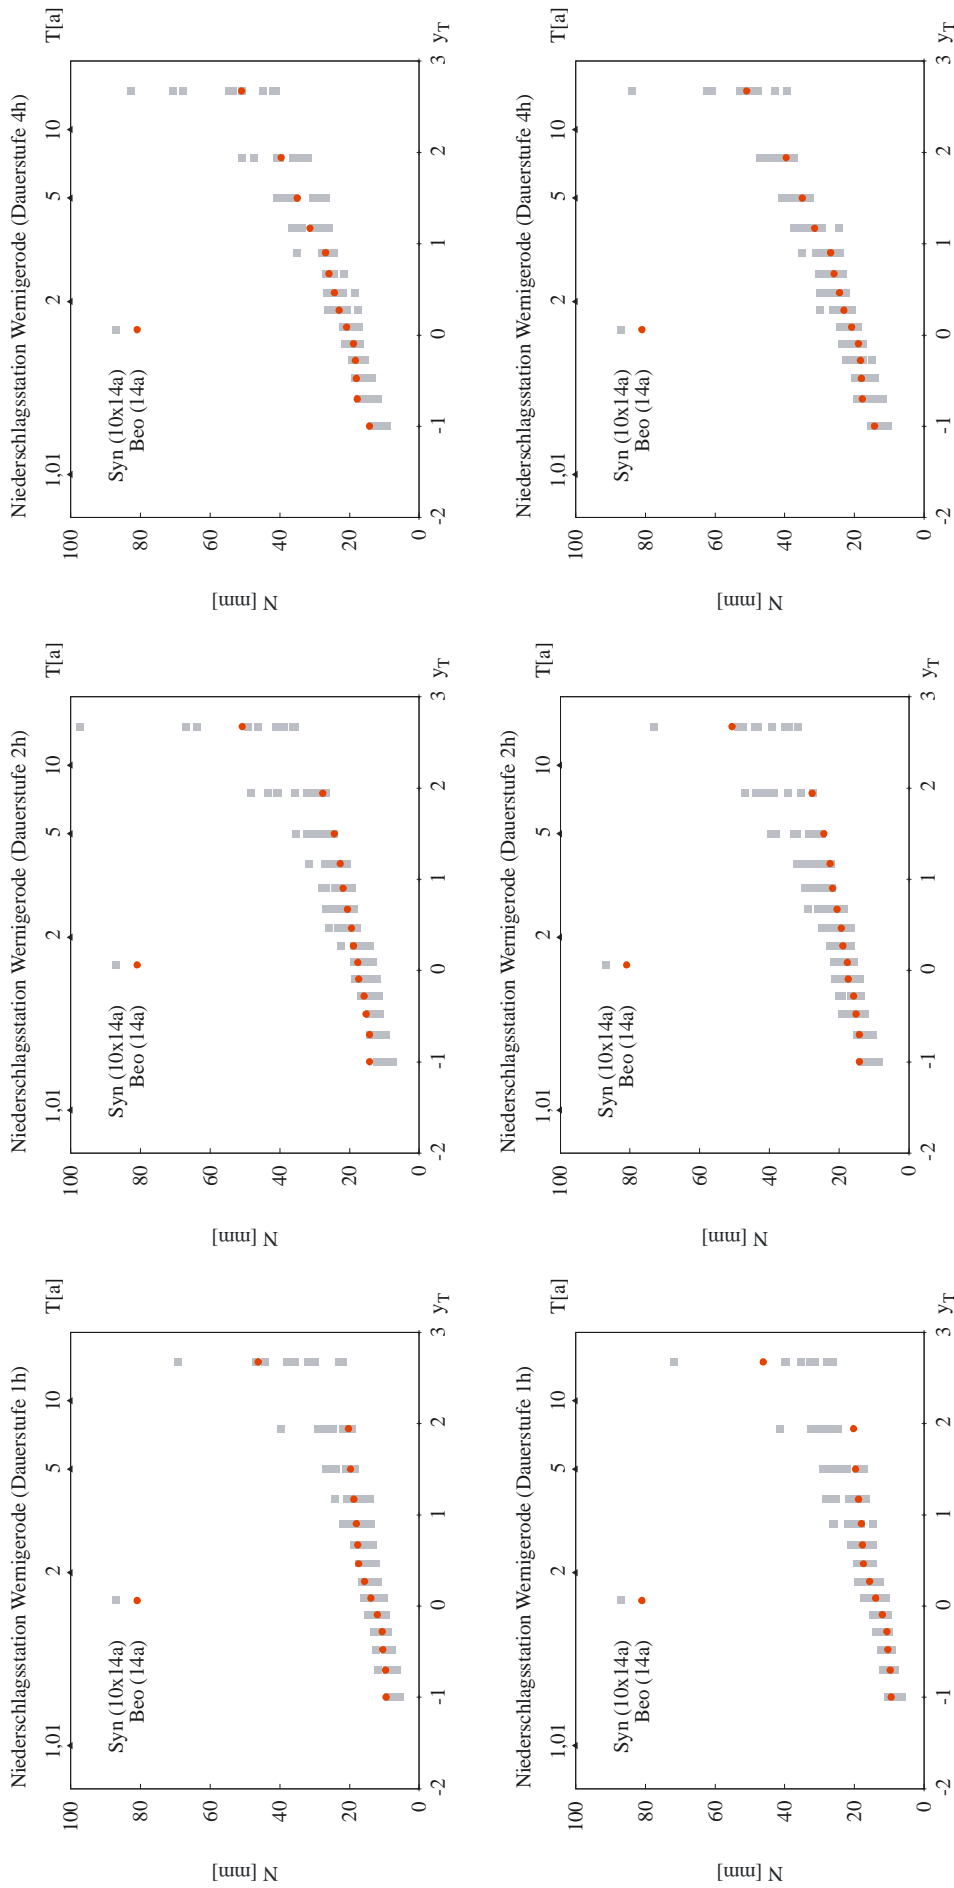 Niederschlagsstation Wernigerode (Dauerstufe 1h)
1,01 2 5 10 T[a]
100
80
60
40
20
0
N [mm]
Syn (10x14a)
Beo (14a)
-2 -1 0 1 2 3 yT
Niederschlagsstation Wernigerode (Dauerstufe 2h)
1,01 2 5 10 T[a]
100
80
60
40
20
0
N [mm]
Syn (10x14a)
Beo (14a)
-2 -1 0 1 2 3 yT
Niederschlagsstation Wernigerode (Dauerstufe 4h)
1,01 2 5 10 T[a]
100
80
60
40
20
0
N [mm]
Syn (10x14a)
Beo (14a)
-2 -1 0 1 2 3 yT
Niederschlagsstation Wernigerode (Dauerstufe 1h)
1,01 2 5 10 T[a]
100
80
60
40
20
0
N [mm]
Syn (10x14a)
Beo (14a)
-2 -1 0 1 2 3 yT
Niederschlagsstation Wernigerode (Dauerstufe 2h)
1,01 2 5 10 T[a]
100
80
60
40
20
0
N [mm]
Syn (10x14a)
Beo (14a)
-2 -1 0 1 2 3 yT
Niederschlagsstation Wernigerode (Dauerstufe 4h)
1,01 2 5 10 T[a]
100
80
60
40
20
0
N [mm]
Syn (10x14a)
Beo (14a)
-2 -1 0 1 2 3 yT